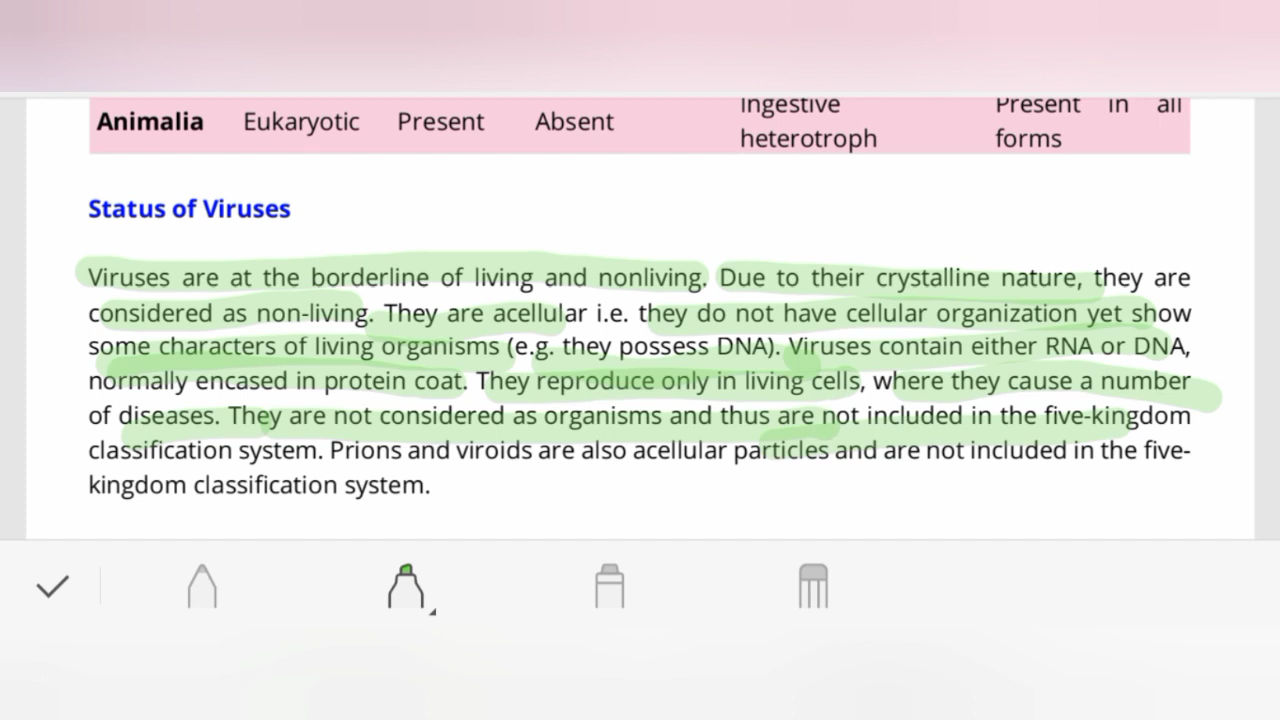 Animalia Eukaryotic Present Absent Ingestive heterotroph Present in all forms
Status of Viruses
Viruses are at the borderline of living and nonliving. Due to their crystalline nature, they are
considered as non-living. They are acellular i.e. they do not have cellular organization yet show
some characters of living organisms (e.g. they possess DNA). Viruses contain either RNA or DNA,
normally encased in protein coat. They reproduce only in living cells, where they cause a number
of diseases. They are not considered as organisms and thus are not included in the five-kingdom
classification system. Prions and viroids are also acellular particles and are not included in the five-
kingdom classification system.